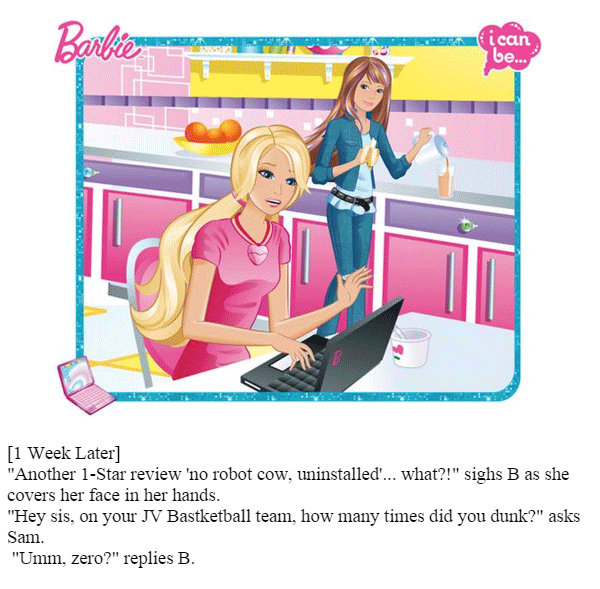 Barbie
i can
be...
B
[1 Week Later]
"Another 1-Star review 'no robot cow, uninstalled'... what?!" sighs B as she
covers her face in her hands.
"Hey sis, on your JV Bastketball team, how many times did you dunk?" asks
Sam.
"Umm, zero?" replies B.